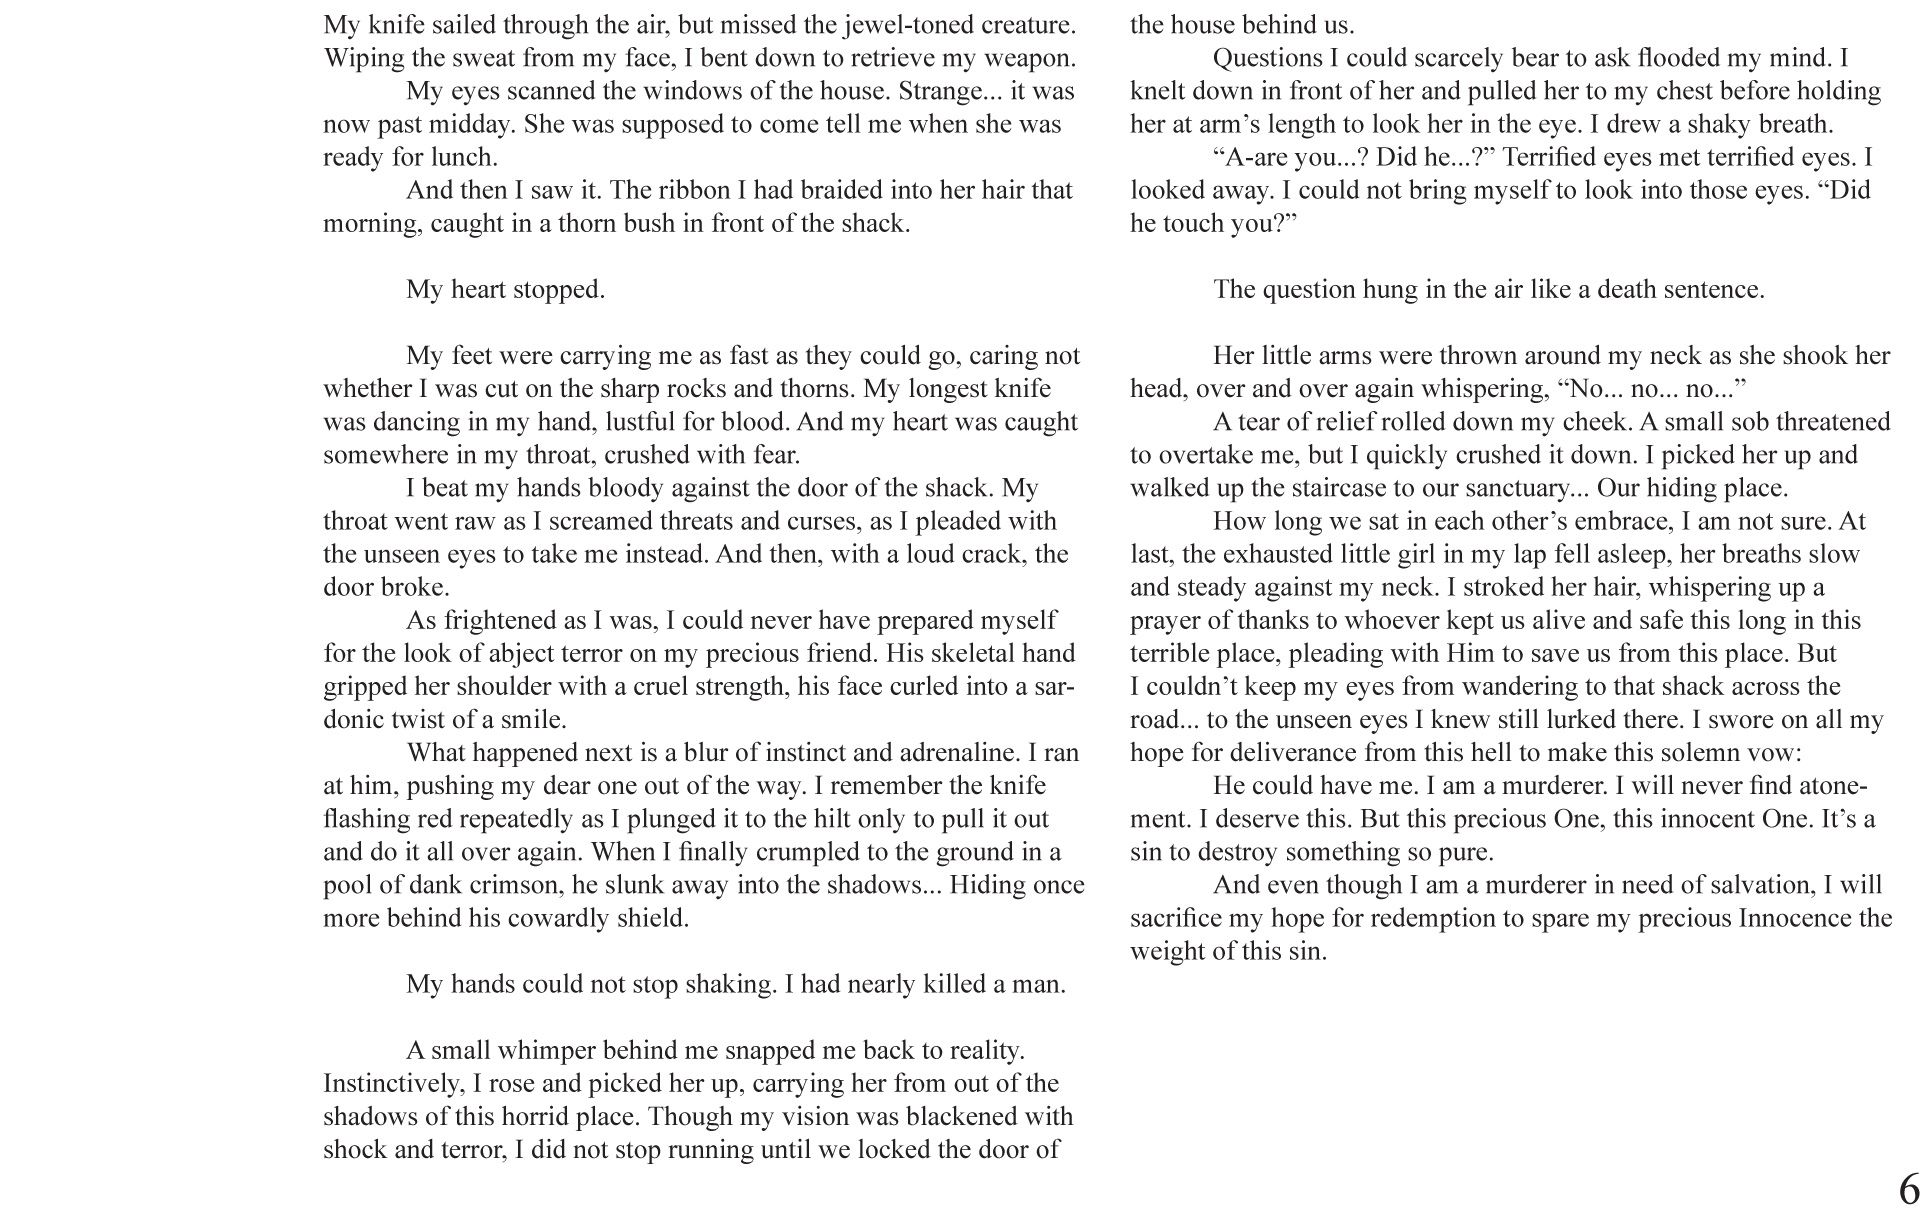 My knife sailed through the air, but missed the jewel-toned creature.
Wiping the sweat from my face, I bent down to retrieve my weapon.
My eyes scanned the windows of the house. Strange... it was
now past midday. She was supposed to come tell me when she was
ready for lunch.
And then I saw it. The ribbon I had braided into her hair that
morning, caught in a thorn bush in front of the shack.
My heart stopped.
My feet were carrying me as fast as they could go, caring not
whether I was cut on the sharp rocks and thorns. My longest knife
was dancing in my hand, lustful for blood. And my heart was caught
somewhere in my throat, crushed with fear.
I beat my hands bloody against the door of the shack. My
throat went raw as I screamed threats and curses, as I pleaded with
the unseen eyes to take me instead. And then, with a loud crack, the
door broke.
As frightened as I was, I could never have prepared myself
for the look of abject terror on my precious friend. His skeletal hand
gripped her shoulder with a cruel strength, his face curled into a sar-
donic twist of a smile.
What happened next is a blur of instinct and adrenaline. I ran
at him, pushing my dear one out of the way. I remember the knife
flashing red repeatedly as I plunged it to the hilt only to pull it out
and do it all over again. When I finally crumpled to the ground in a
pool of dank crimson, he slunk away into the shadows... Hiding once
more behind his cowardly shield.
My hands could not stop shaking. I had nearly killed a man.
A small whimper behind me snapped me back to reality.
Instinctively, I rose and picked her up, carrying her from out of the
shadows of this horrid place. Though my vision was blackened with
shock and terror, I did not stop running until we locked the door of
the house behind us.
Questions I could scarcely bear to ask flooded my mind. I
knelt down in front of her and pulled her to my chest before holding
her at arm’s length to look her in the eye. I drew a shaky breath.
“A-are you...? Did he...?” Terrified eyes met terrified eyes. I
looked away. I could not bring myself to look into those eyes. “Did
he touch you?”
The question hung in the air like a death sentence.
Her little arms were thrown around my neck as she shook her
head, over and over again whispering, “No... no... no...”
A tear of relief rolled down my cheek. A small sob threatened
to overtake me, but I quickly crushed it down. I picked her up and
walked up the staircase to our sanctuary... Our hiding place.
How long we sat in each other’s embrace, I am not sure. At
last, the exhausted little girl in my lap fell asleep, her breaths slow
and steady against my neck. I stroked her hair, whispering up a
prayer of thanks to whoever kept us alive and safe this long in this
terrible place, pleading with Him to save us from this place. But
I couldn’t keep my eyes from wandering to that shack across the
road... to the unseen eyes I knew still lurked there. I swore on all my
hope for deliverance from this hell to make this solemn vow:
He could have me. I am a murderer. I will never find atone-
ment. I deserve this. But this precious One, this innocent One. It’s a
sin to destroy something so pure.
And even though I am a murderer in need of salvation, I will
sacrifice my hope for redemption to spare my precious Innocence the
weight of this sin.
6